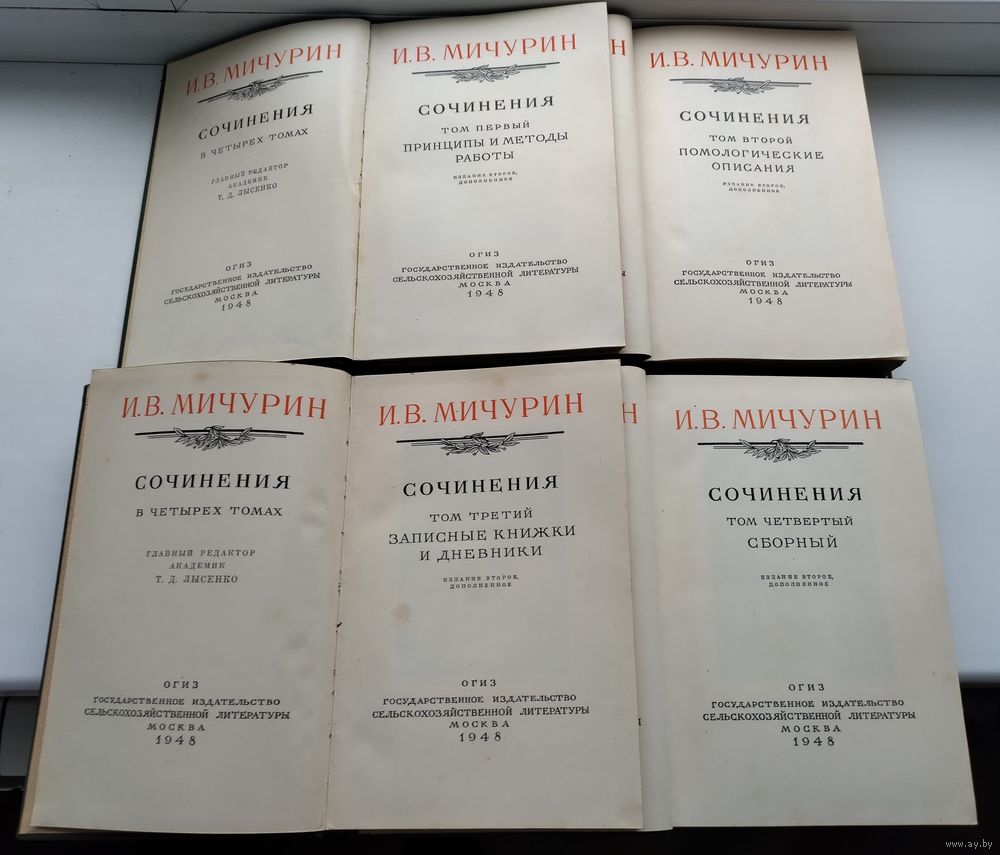 И.В. МИЧУРИН
СОЧИНЕНИЯ
В ЧЕТЫРЕХ ТОМАХ
ГЛАВНЫЙ РЕДАКТОР
АКАДЕМИК
Т. Д. ЛЫСЕНКО
ОГИЗ
ГОСУДАРСТВЕННОЕ ИЗДАТЕЛЬСТВО
СЕЛЬСКОХОЗЯЙСТВЕННОЙ ЛИТЕРАТУРЫ
МОСКВА
1948
И.В. МИЧУРИН
СОЧИНЕНИЯ
ТОМ ПЕРВЫЙ
ПРИНЦИПЫ И МЕТОДЫ
РАБОТЫ
ИЗДАНИЕ ВТОРОЕ,
ДОПОЛНЕННОЕ
ОГИЗ
ГОСУДАРСТВЕННОЕ ИЗДАТЕЛЬСТВО
СЕЛЬСКОХОЗЯЙСТВЕННОЙ ЛИТЕРАТУРЫ
МОСКВА
1948
Н
Ы
И.В. МИЧУРИН
СОЧИНЕНИЯ
ТОМ ВТОРОЙ
ПОМОЛОГИЧЕСКИЕ
ОПИСАНИЯ
ИЗДАНИЕ ВТОРОЕ,
ДОПОЛНЕННОЕ
ОГИЗ
ГОСУДАРСТВЕННОЕ ИЗДАТЕЛЬСТВО
СЕЛЬСКОХОЗЯЙСТВЕННОЙ ЛИТЕРАТУРЫ
МОСКВА
1948
И.В. МИЧУРИН
СОЧИНЕНИЯ
В ЧЕТЫРЕХ ТОМАХ
ГЛАВНЫЙ РЕДАКТОР
АКАДЕМИК
Т. Д. ЛЫСЕНКО
ОГИЗ
ГОСУДАРСТВЕННОЕ ИЗДАТЕЛЬСТВО
СЕЛЬСКОХОЗЯЙСТВЕННОЙ ЛИТЕРАТУРЫ
МОСКВА
1948
И.В. МИЧУРИН
СОЧИНЕНИЯ
ТОМ ТРЕТИЙ
ЗАПИСНЫЕ КНИЖКИ
И ДНЕВНИКИ
ИЗДАНИЕ ВТОРОЕ,
ДОПОЛНЕННОЕ
ОГИЗ
ГОСУДАРСТВЕННОЕ ИЗДАТЕЛЬСТВО
СЕЛЬСКОХОЗЯЙСТВЕННОЙ ЛИТЕРАТУРЫ
МОСКВА
1948
Н
И.В. МИЧУРИН
СОЧИНЕНИЯ
ТОМ ЧЕТВЕРТЫЙ
СБОРНЫЙ
ИЗДАНИЕ ВТОРОЕ,
ДОПОЛНЕННОЕ
ОГИЗ
ГОСУДАРСТВЕННОЕ ИЗДАТЕЛЬСТВО
СЕЛЬСКОХОЗЯЙСТВЕННОЙ ЛИТЕРАТУРЫ
МОСКВА
1948
www.ay.by